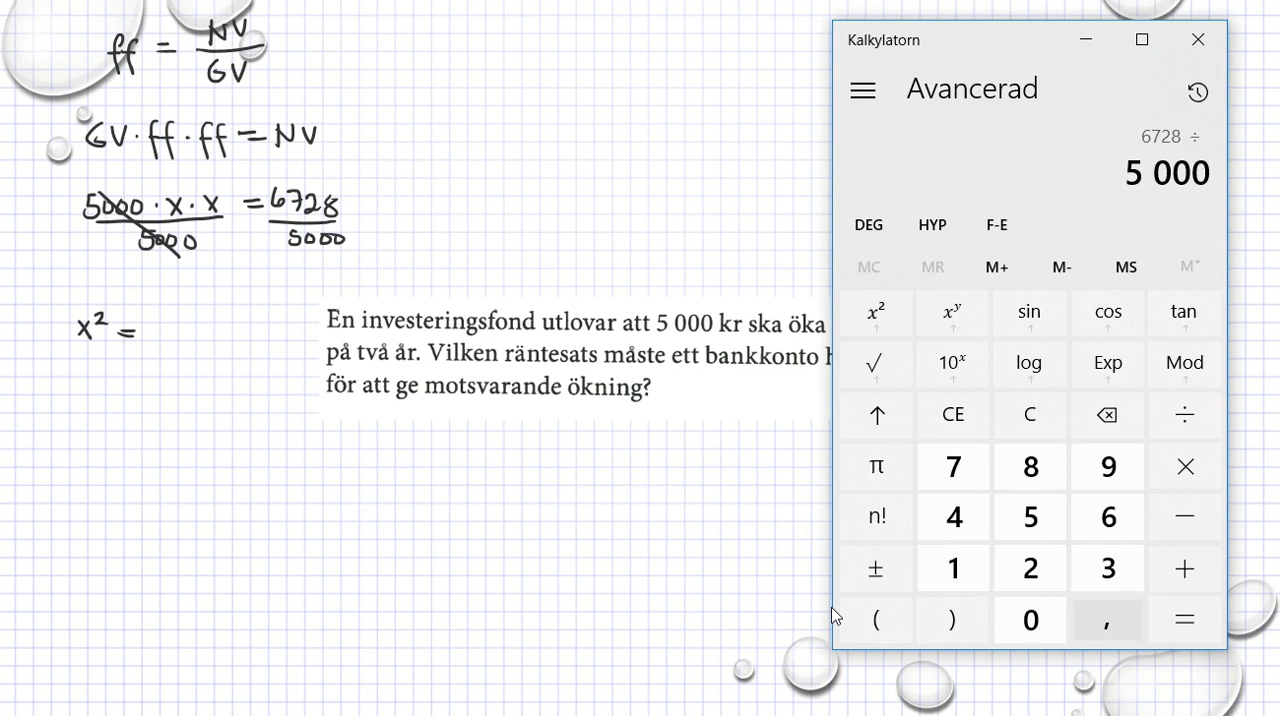 ff = NV
GV
GV · ff · ff = NV
5000 · x · x = 6728
5000 5000
x² =
En investeringsfond utlovar att 5 000 kr ska öka
på två år. Vilken räntesats måste ett bankkonto
för att ge motsvarande ökning?
Kalkylatorn
Avancerad
6728 ÷
5 000
DEG HYP F-E
MC MR M+ M- MS M˅
x² xʸ sin cos tan
√ 10ˣ log Exp Mod
↑ CE C ⌫ ÷
π 7 8 9 ×
n! 4 5 6 −
± 1 2 3 +
( ) 0 , =